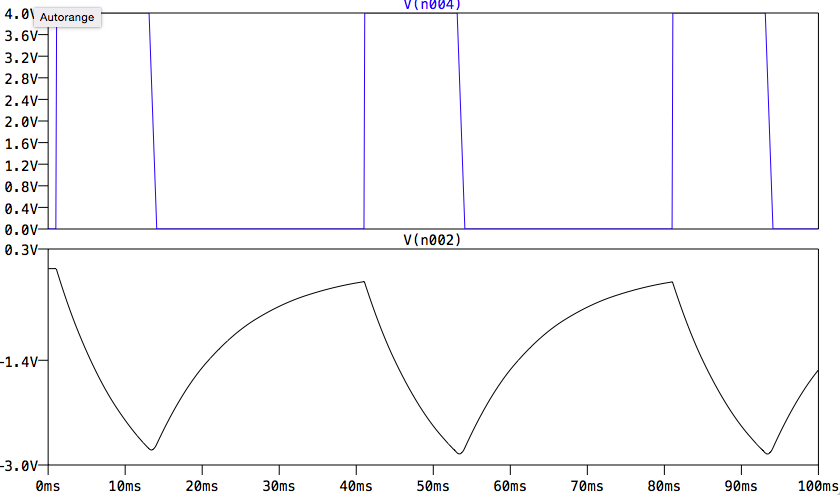 V(n004)
4.0V
Autorange
3.6V
3.2V
2.8V
2.4V
2.0V
1.6V
1.2V
0.8V
0.4V
0.0V
V(n002)
0.3V
-1.4V
-3.0V
0ms 10ms 20ms 30ms 40ms 50ms 60ms 70ms 80ms 90ms 100ms